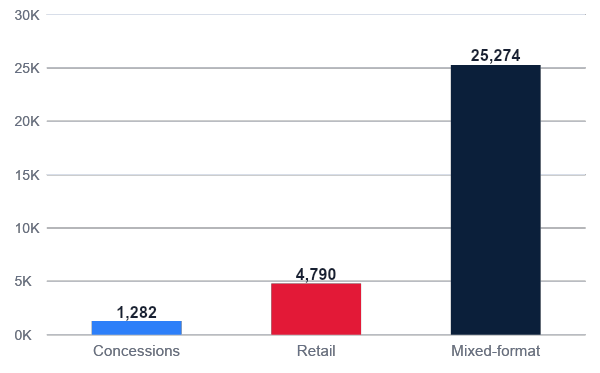 30K
25,274
25K
20K
15K
10K
4,790
5K
1,282
0K
Concessions Retail Mixed-format